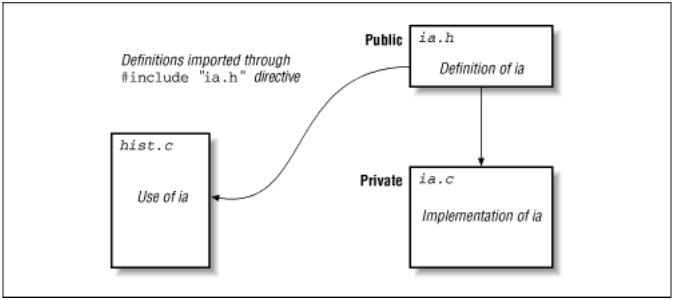 Public
ia.h
Definition of ia
Definitions imported through
#include "ia.h" directive
hist.c
Use of ia
Private
ia.c
Implementation of ia